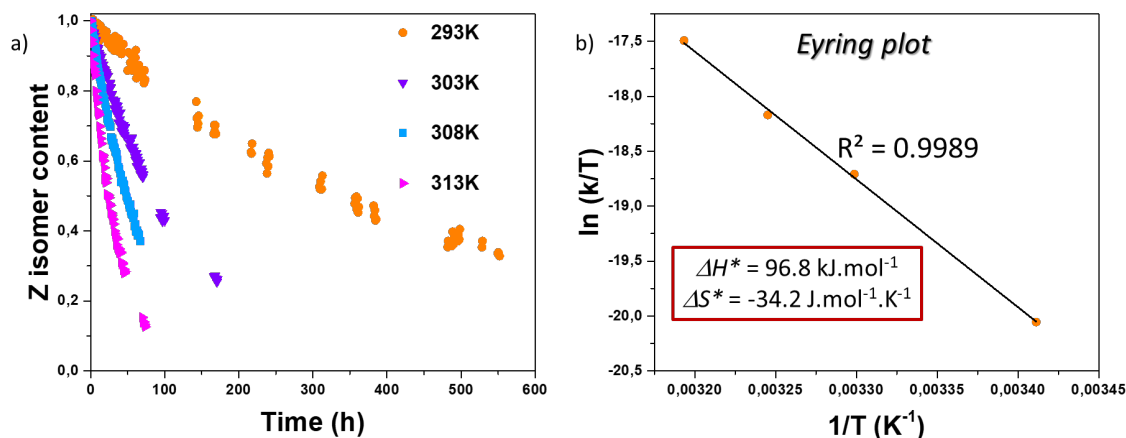 a)
Z isomer content
1,0
0,8
0,6
0,4
0,2
0,0
0
100
200
300
400
500
600
Time (h)
293K
303K
308K
313K
b)
Eyring plot
ln (k/T)
-17,5
-18,0
-18,5
-19,0
-19,5
-20,0
-20,5
R² = 0.9989
ΔH* = 96.8 kJ.mol⁻¹
ΔS* = -34.2 J.mol⁻¹.K⁻¹
0,00320
0,00325
0,00330
0,00335
0,00340
0,00345
1/T (K⁻¹)